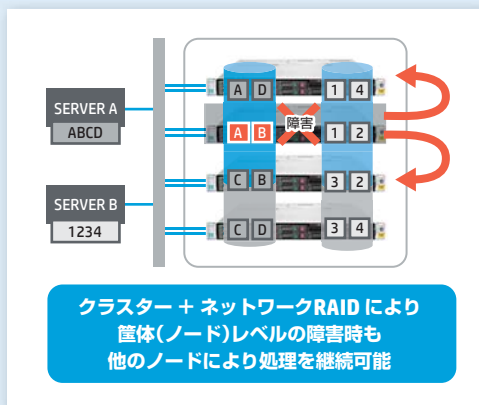 A D 1 4
SERVER A
ABCD
A B 障害 1 2
C B 3 2
SERVER B
1234
C D 3 4
クラスター + ネットワークRAID により
筐体(ノード)レベルの障害時も
他のノードにより処理を継続可能